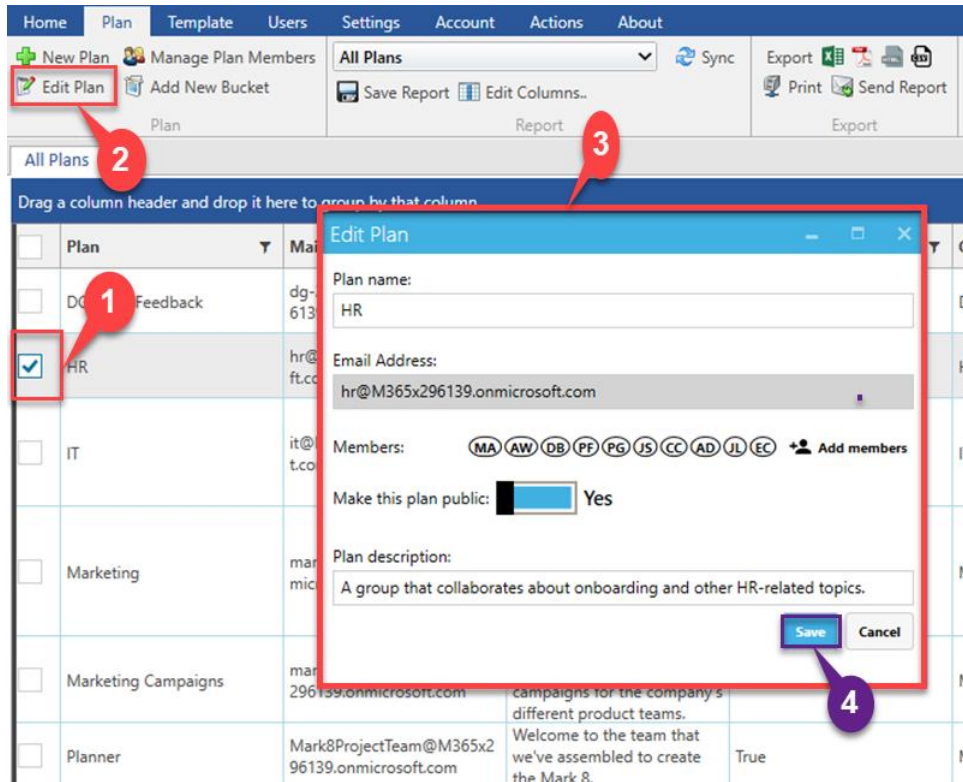 Home Plan Template Users Settings Account Actions About
New Plan Manage Plan Members All Plans Sync Export
Edit Plan Add New Bucket Save Report Edit Columns.. Print Send Report
Plan Report Export
2
3
All Plans
Drag a column header and drop it here to group by that column
Plan
Edit Plan
1
Feedback
dg-
Plan name:
HR
HR
hr@
Email Address:
hr@M365x296139.onmicrosoft.com
IT
it@
Members: MA AW DB PF PG JS CC AD JL EC Add members
Make this plan public: Yes
Marketing
mar
mic
Plan description:
A group that collaborates about onboarding and other HR-related topics.
Save Cancel
4
Marketing Campaigns
mar
296139.onmicrosoft.com
campaigns for the company's
different product teams.
Planner
Mark8ProjectTeam@M365x2
96139.onmicrosoft.com
Welcome to the team that
we've assembled to create
the Mark 8.
True